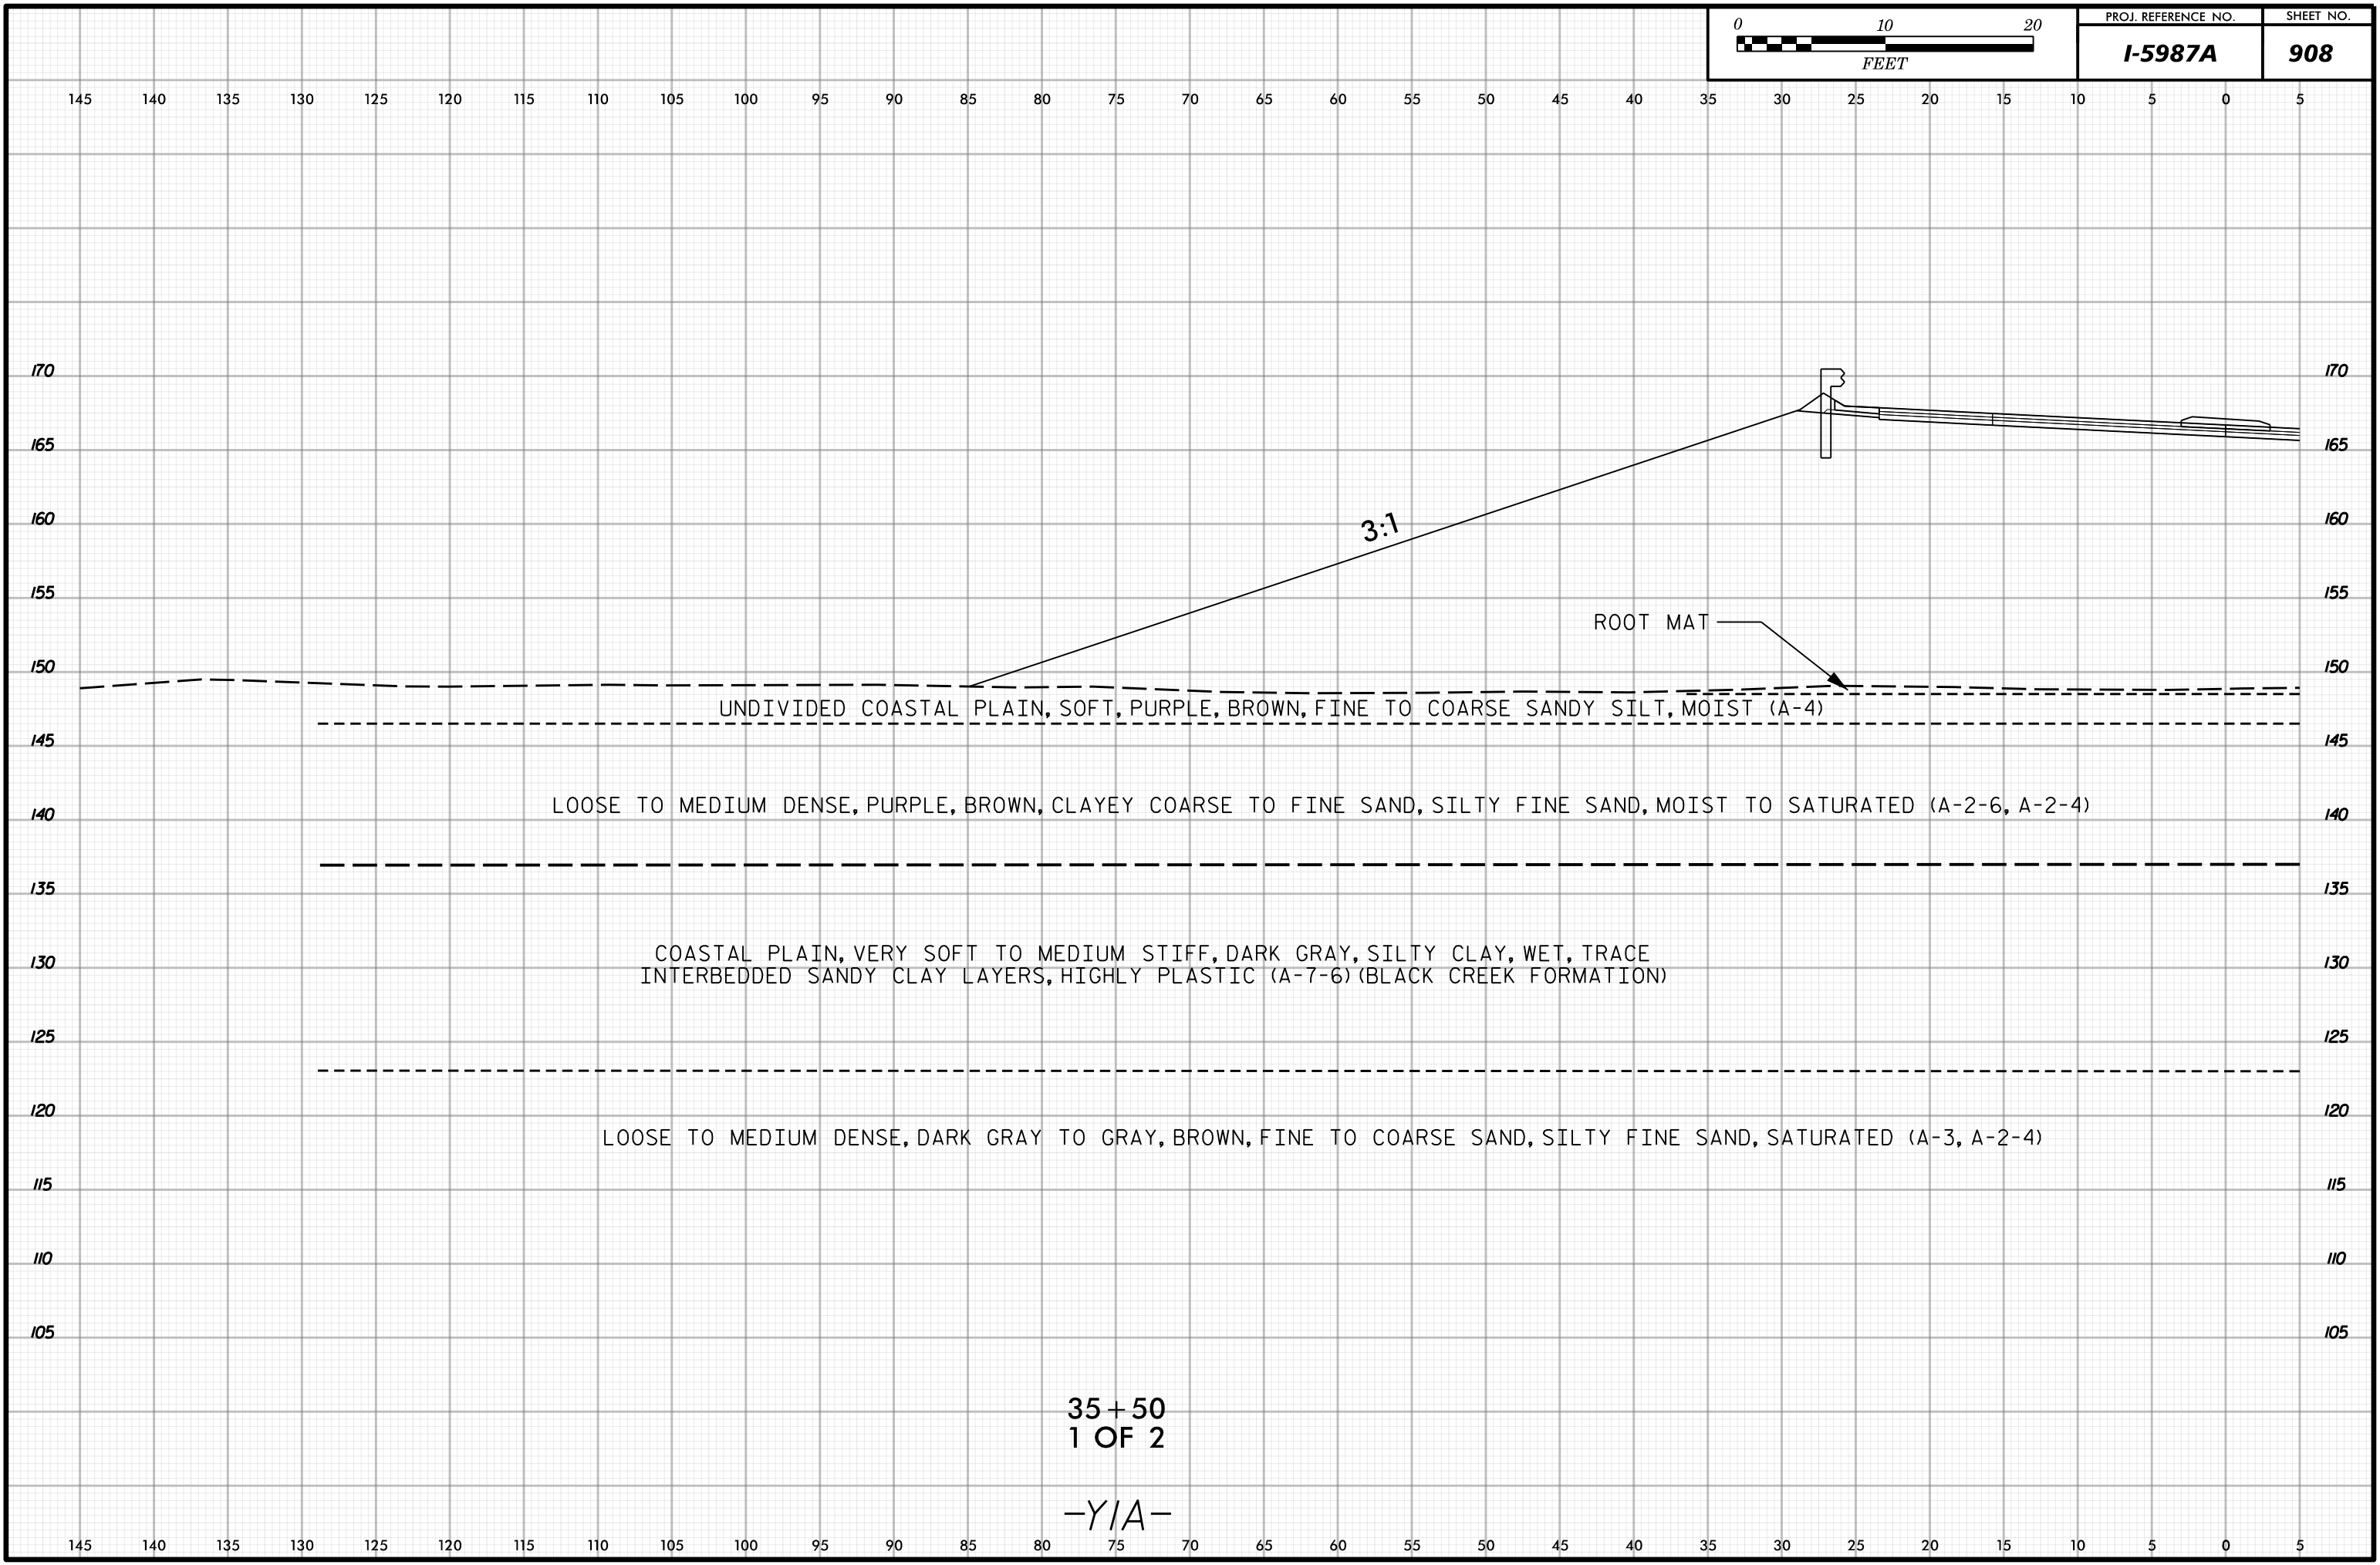 0 10 20
FEET
PROJ. REFERENCE NO.
SHEET NO.
I-5987A
908
145 140 135 130 125 120 115 110 105 100 95 90 85 80 75 70 65 60 55 50 45 40 35 30 25 20 15 10 5 0 5
170 170
165 165
160 160
3:1
155 155
ROOT MAT
150 150
UNDIVIDED COASTAL PLAIN, SOFT, PURPLE, BROWN, FINE TO COARSE SANDY SILT, MOIST (A-4)
145 145
LOOSE TO MEDIUM DENSE, PURPLE, BROWN, CLAYEY COARSE TO FINE SAND, SILTY FINE SAND, MOIST TO SATURATED (A-2-6, A-2-4)
140 140
135 135
COASTAL PLAIN, VERY SOFT TO MEDIUM STIFF, DARK GRAY, SILTY CLAY, WET, TRACE
130 130
INTERBEDDED SANDY CLAY LAYERS, HIGHLY PLASTIC (A-7-6) (BLACK CREEK FORMATION)
125 125
120 120
LOOSE TO MEDIUM DENSE, DARK GRAY TO GRAY, BROWN, FINE TO COARSE SAND, SILTY FINE SAND, SATURATED (A-3, A-2-4)
115 115
110 110
105 105
35+50
1 OF 2
-Y1A-
145 140 135 130 125 120 115 110 105 100 95 90 85 80 75 70 65 60 55 50 45 40 35 30 25 20 15 10 5 0 5